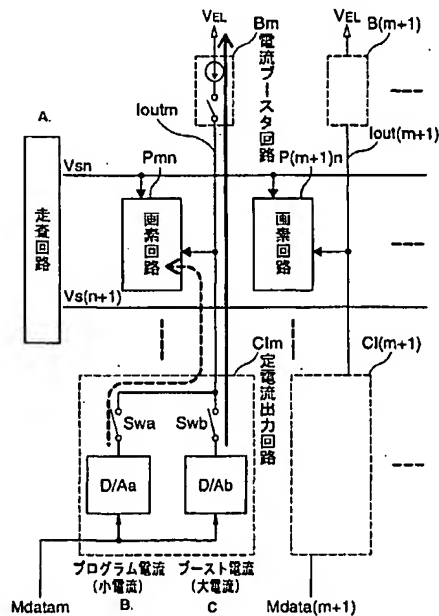 VEL
Bm
VEL
B(m+1)
電流ブースタ回路
A.
Ioutm
Iout(m+1)
Vsn
Pmn
P(m+1)n
走査回路
画素回路
画素回路
Vs(n+1)
CIm
定電流出力回路
CI(m+1)
Swa
Swb
D/Aa
D/Ab
Mdatam
プログラム電流
(小電流)
B.
ブースト電流
(大電流)
C
Mdata(m+1)